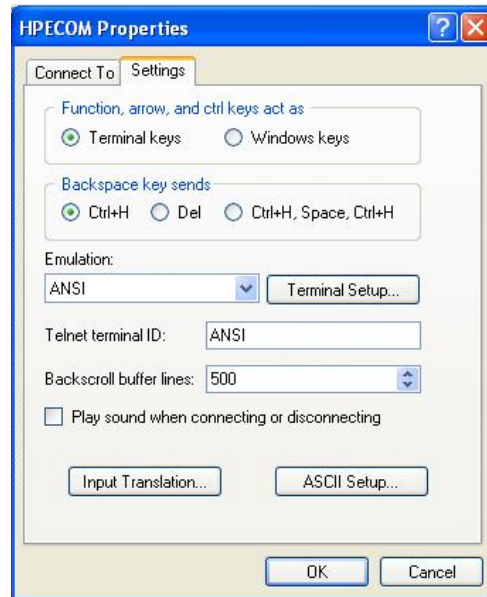 HPECOM Properties
Connect To Settings
Function, arrow, and ctrl keys act as
Terminal keys Windows keys
Backspace key sends
Ctrl+H Del Ctrl+H, Space, Ctrl+H
Emulation:
ANSI Terminal Setup...
Telnet terminal ID: ANSI
Backscroll buffer lines: 500
Play sound when connecting or disconnecting
Input Translation... ASCII Setup...
OK Cancel